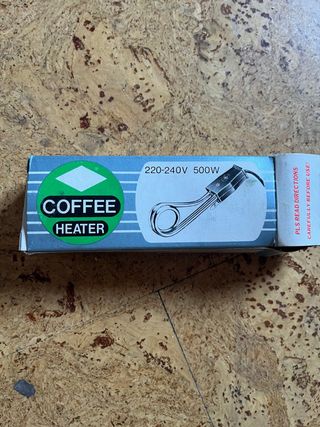 COFFEE
HEATER
220-240V 500W
PLS READ DIRECTIONS
CAREFULLY BEFORE USE!